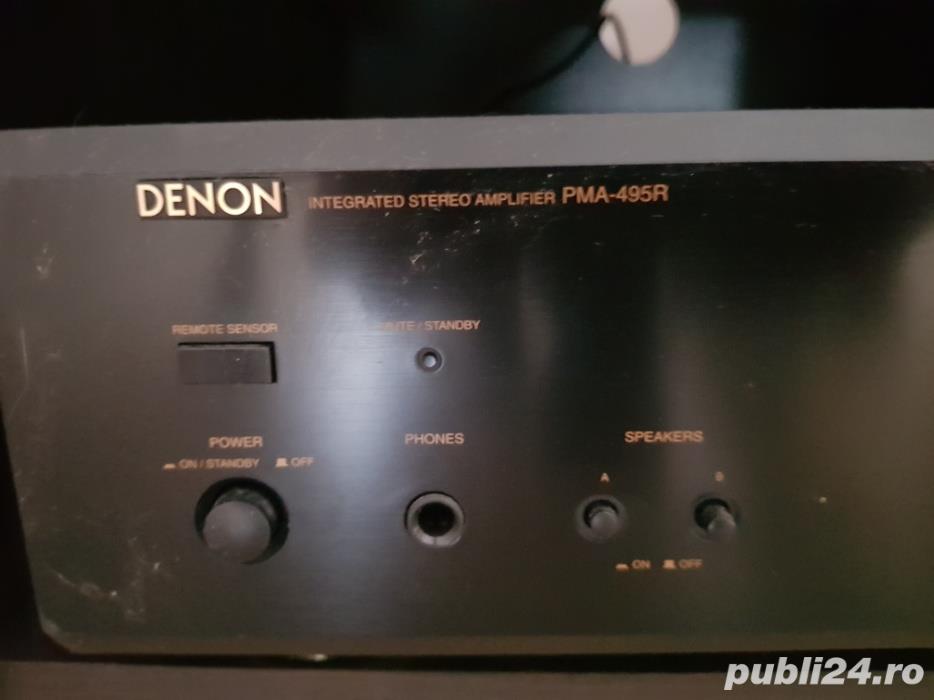 DENON INTEGRATED STEREO AMPLIFIER PMA-495R
REMOTE SENSOR
MUTE / STANDBY
POWER
ON / STANDBY OFF
PHONES
SPEAKERS
A B
ON OFF
publi24.ro